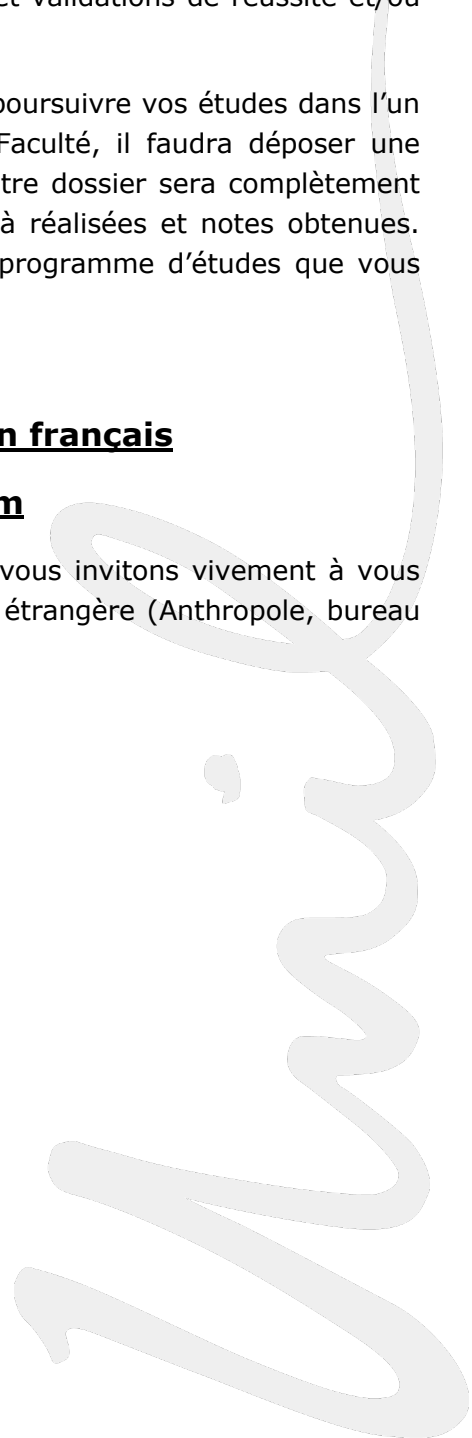 et validations de réussite et/ou
poursuivre vos études dans l’un
Faculté, il faudra déposer une
tre dossier sera complètement
à réalisées et notes obtenues.
programme d’études que vous
n français
m
vous invitons vivement à vous
étrangère (Anthropole, bureau
Unil